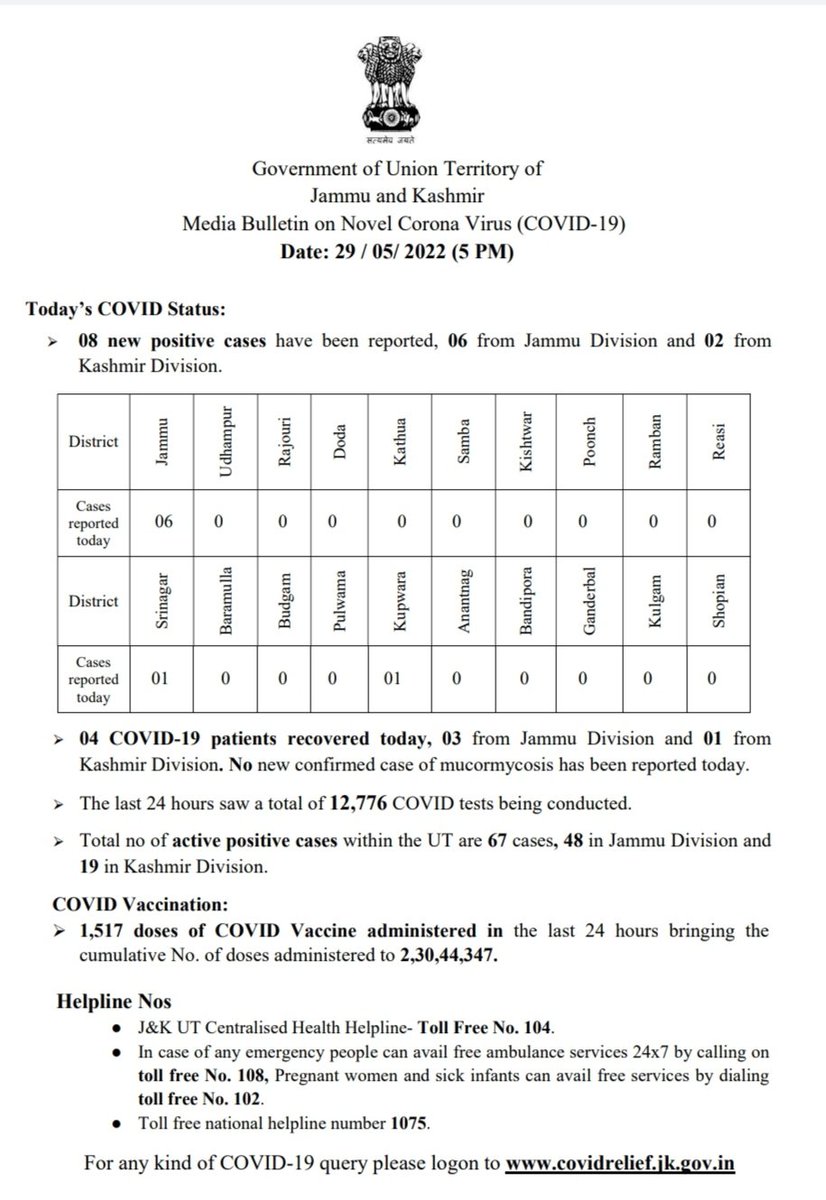 सत्यमेव जयते
Government of Union Territory of
Jammu and Kashmir
Media Bulletin on Novel Corona Virus (COVID-19)
Date: 29 / 05/ 2022 (5 PM)
Today's COVID Status:
➢ 08 new positive cases have been reported, 06 from Jammu Division and 02 from
Kashmir Division.
District Jammu Udhampur Rajouri Doda Kathua Samba Kishtwar Poonch Ramban Reasi
Cases
reported
today
06 0 0 0 0 0 0 0 0 0
District Srinagar Baramulla Budgam Pulwama Kupwara Anantnag Bandipora Ganderbal Kulgam Shopian
Cases
reported
today
01 0 0 0 01 0 0 0 0 0
➢ 04 COVID-19 patients recovered today, 03 from Jammu Division and 01 from
Kashmir Division. No new confirmed case of mucormycosis has been reported today.
➢ The last 24 hours saw a total of 12,776 COVID tests being conducted.
➢ Total no of active positive cases within the UT are 67 cases, 48 in Jammu Division and
19 in Kashmir Division.
COVID Vaccination:
➢ 1,517 doses of COVID Vaccine administered in the last 24 hours bringing the
cumulative No. of doses administered to 2,30,44,347.
Helpline Nos
● J&K UT Centralised Health Helpline- Toll Free No. 104.
● In case of any emergency people can avail free ambulance services 24x7 by calling on
toll free No. 108, Pregnant women and sick infants can avail free services by dialing
toll free No. 102.
● Toll free national helpline number 1075.
For any kind of COVID-19 query please logon to www.covidrelief.jk.gov.in